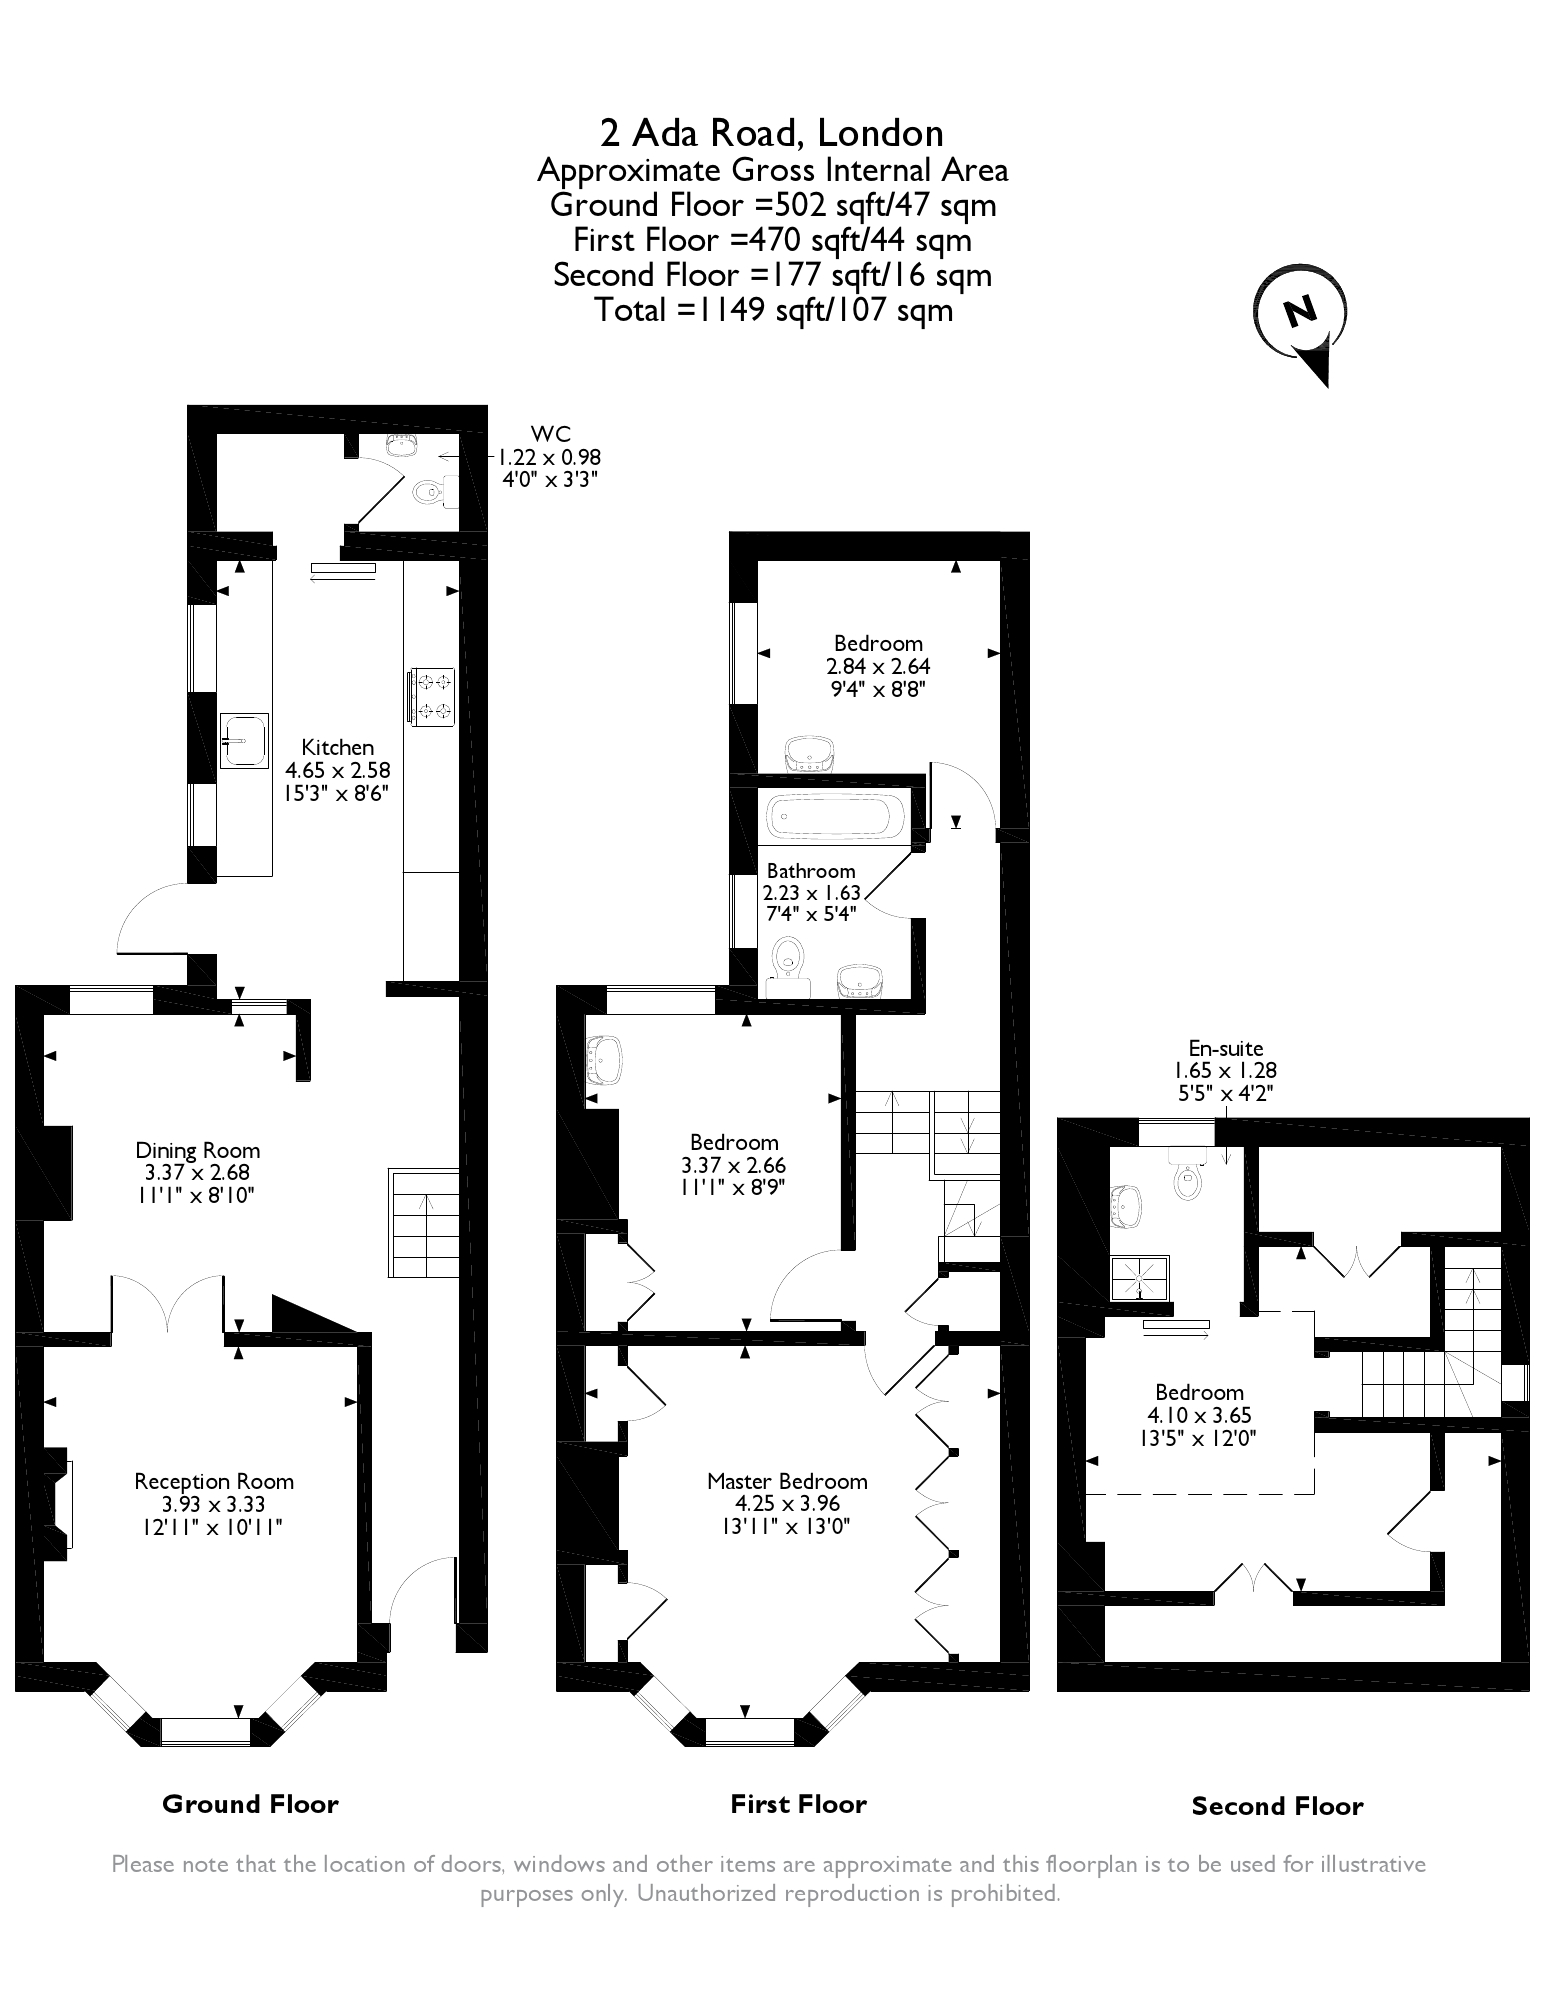 2 Ada Road, London
Approximate Gross Internal Area
Ground Floor =502 sqft/47 sqm
First Floor =470 sqft/44 sqm
Second Floor =177 sqft/16 sqm
Total =1149 sqft/107 sqm
N
WC
1.22 x 0.98
4'0" x 3'3"
Kitchen
4.65 x 2.58
15'3" x 8'6"
Dining Room
3.37 x 2.68
11'1" x 8'10"
Reception Room
3.93 x 3.33
12'11" x 10'11"
Ground Floor
Bedroom
2.84 x 2.64
9'4" x 8'8"
Bathroom
2.23 x 1.63
7'4" x 5'4"
Bedroom
3.37 x 2.66
11'1" x 8'9"
Master Bedroom
4.25 x 3.96
13'11" x 13'0"
First Floor
En-suite
1.65 x 1.28
5'5" x 4'2"
Bedroom
4.10 x 3.65
13'5" x 12'0"
Second Floor
Please note that the location of doors, windows and other items are approximate and this floorplan is to be used for illustrative
purposes only. Unauthorized reproduction is prohibited.